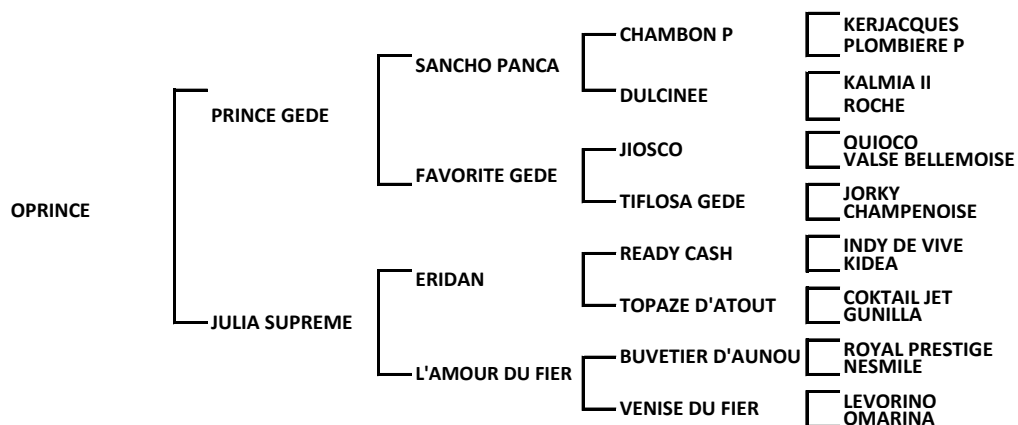 OPRINCE
PRINCE GEDE
SANCHO PANCA
CHAMBON P
KERJACQUES
PLOMBIERE P
DULCINEE
KALMIA II
ROCHE
FAVORITE GEDE
JIOSCO
QUIOCO
VALSE BELLEMOISE
TIFLOSA GEDE
JORKY
CHAMPENOISE
JULIA SUPREME
ERIDAN
READY CASH
INDY DE VIVE
KIDEA
TOPAZE D'ATOUT
COKTAIL JET
GUNILLA
L'AMOUR DU FIER
BUVETIER D'AUNOU
ROYAL PRESTIGE
NESMILE
VENISE DU FIER
LEVORINO
OMARINA